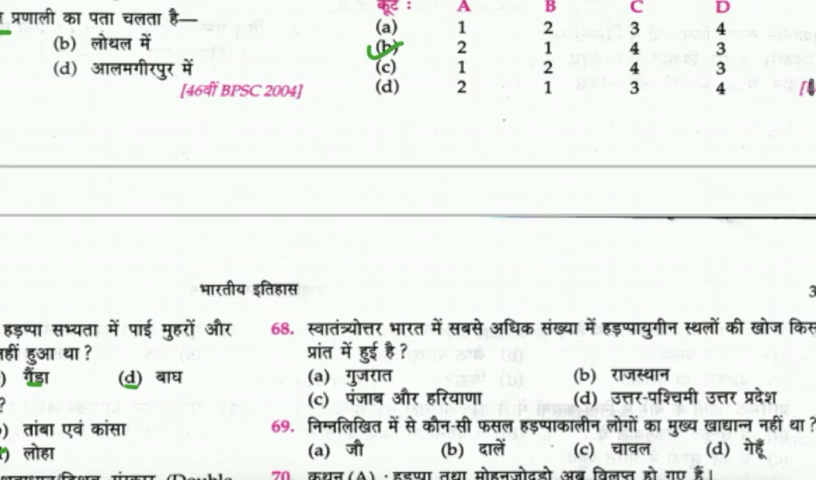 प्रणाली का पता चलता है—
(b) लोथल में
(d) आलमगीरपुर में
[46वीं BPSC 2004]
कूट : A B C D
(a) 1 2 3 4
(b) 2 1 4 3
(c) 1 2 4 3
(d) 2 1 3 4
भारतीय इतिहास
हड़प्पा सभ्यता में पाई मुहरों और
नहीं हुआ था ?
गैंडा (d) बाघ
तांबा एवं कांसा
लोहा
68. स्वातंत्र्योत्तर भारत में सबसे अधिक संख्या में हड़प्पायुगीन स्थलों की खोज किस
प्रांत में हुई है ?
(a) गुजरात (b) राजस्थान
(c) पंजाब और हरियाणा (d) उत्तर-पश्चिमी उत्तर प्रदेश
69. निम्नलिखित में से कौन-सी फसल हड़प्पाकालीन लोगों का मुख्य खाद्यान्न नहीं था ?
(a) जौ (b) दालें (c) चावल (d) गेहूँ
70. कथन (A) : हड़प्पा तथा मोहनजोदड़ो अब विलुप्त हो गए हैं।